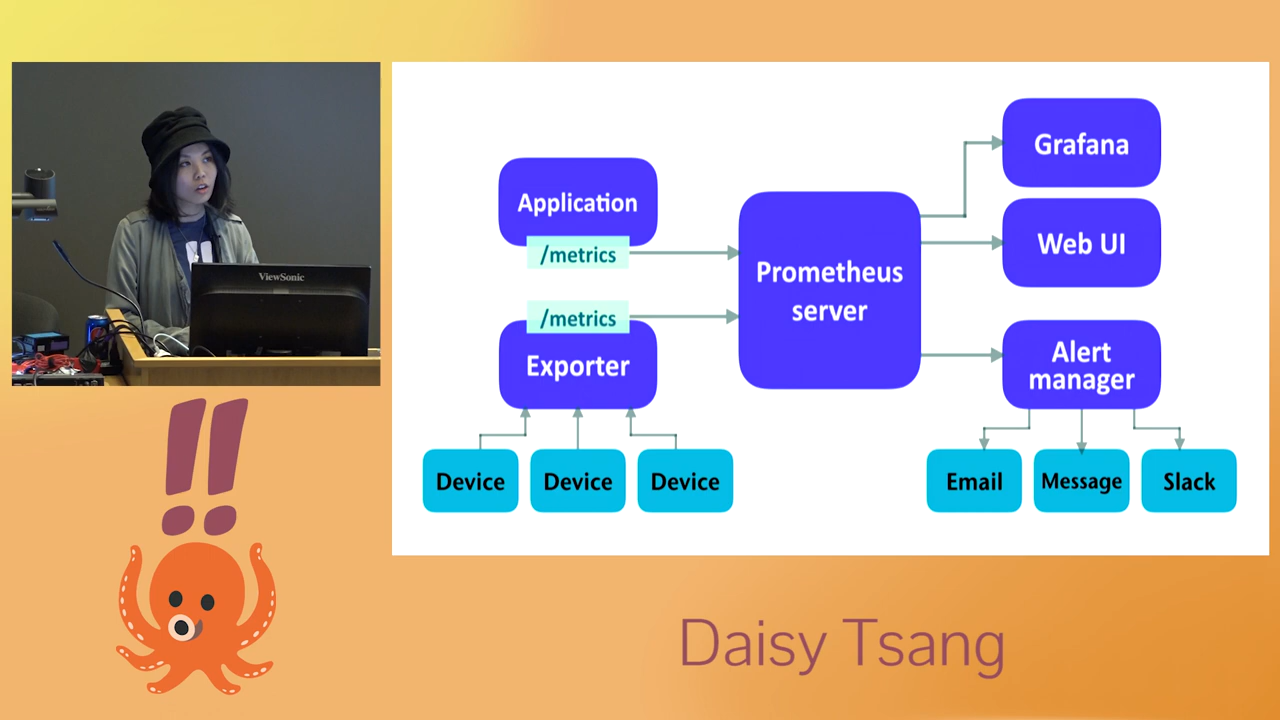 ViewSonic
Application
/metrics
/metrics
Exporter
Device
Device
Device
Prometheus
server
Grafana
Web UI
Alert
manager
Email
Message
Slack
!!
Daisy Tsang